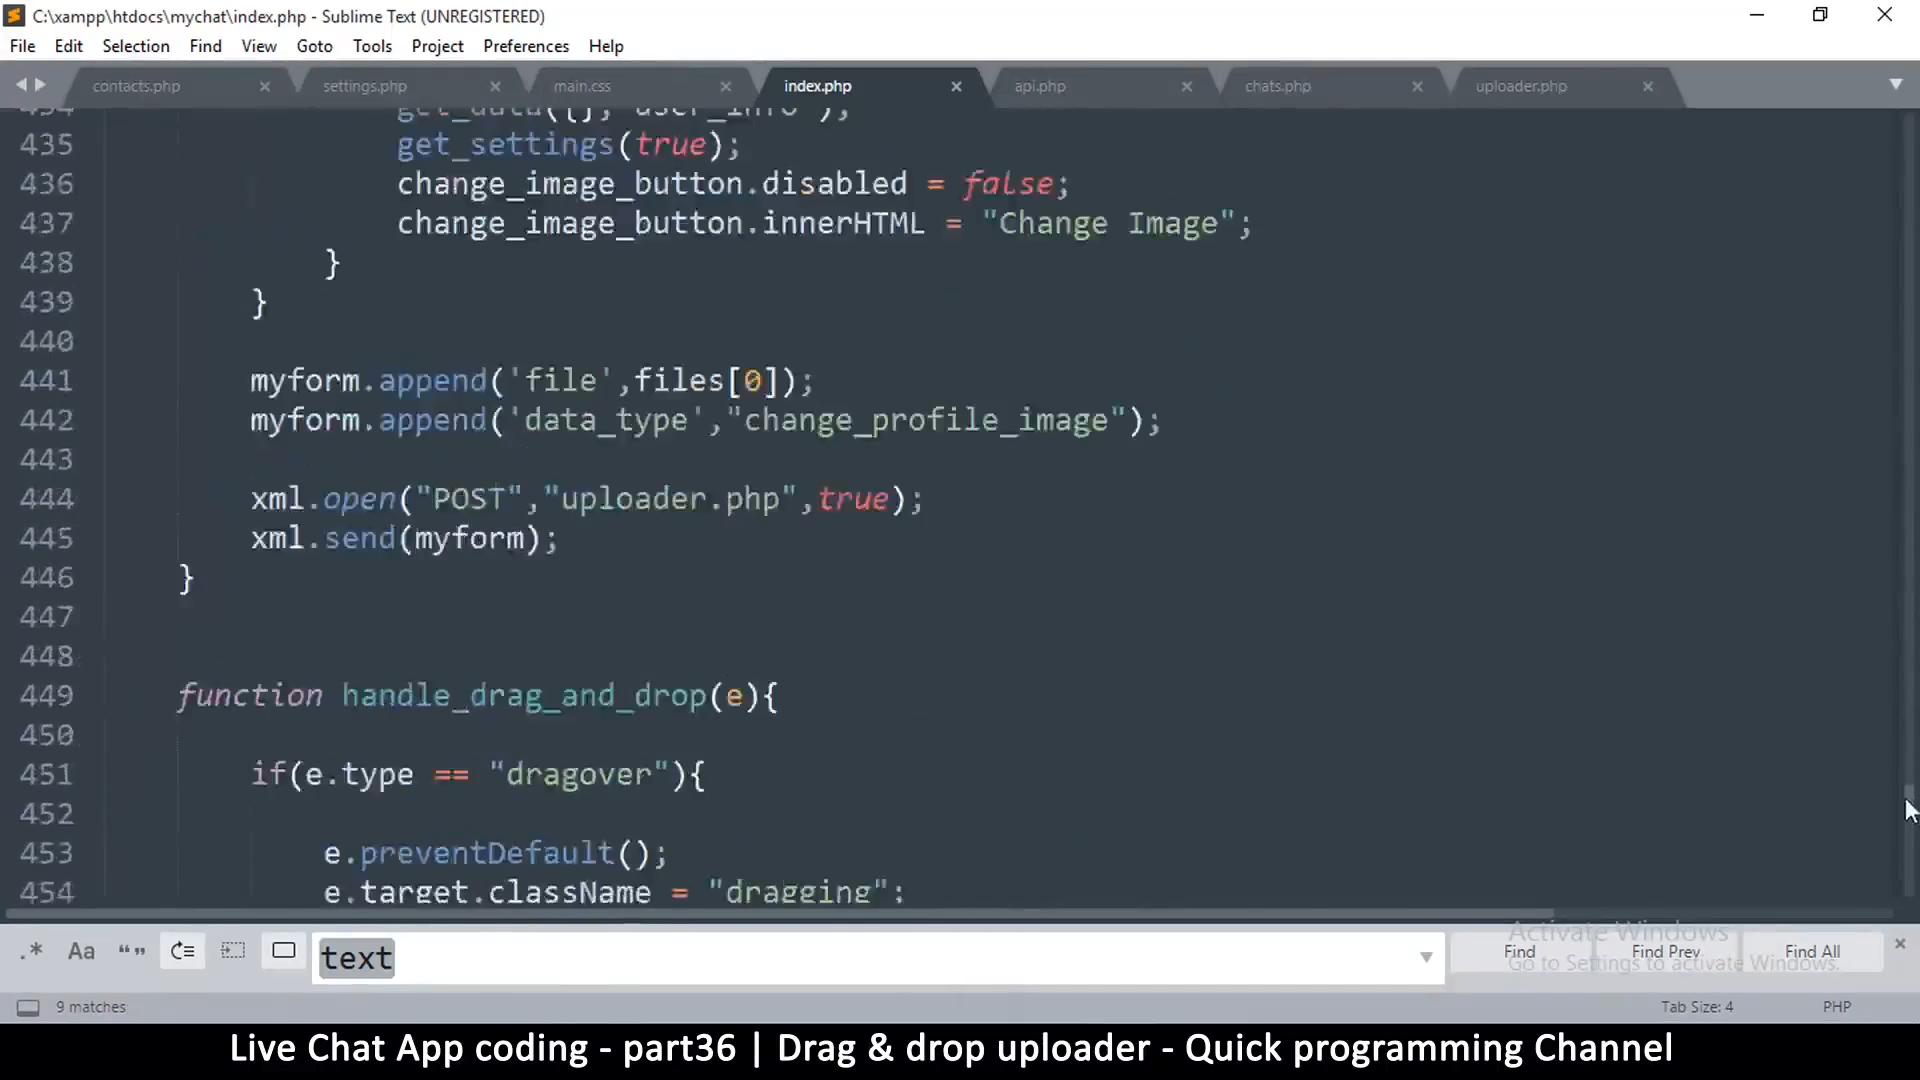 C:\xampp\htdocs\mychat\index.php - Sublime Text (UNREGISTERED)
File Edit Selection Find View Goto Tools Project Preferences Help
contacts.php settings.php main.css index.php api.php chats.php uploader.php
434 get_data({}, "user_info");
435 get_settings(true);
436 change_image_button.disabled = false;
437 change_image_button.innerHTML = "Change Image";
438 }
439 }
440
441 myform.append('file',files[0]);
442 myform.append('data_type',"change_profile_image");
443
444 xml.open("POST","uploader.php",true);
445 xml.send(myform);
446 }
447
448
449 function handle_drag_and_drop(e){
450
451 if(e.type == "dragover"){
452
453 e.preventDefault();
454 e.target.className = "dragging";
.* Aa “” text Find Find Prev Find All
Activate Windows
Go to Settings to activate Windows.
9 matches Tab Size: 4 PHP
Live Chat App coding - part36 | Drag & drop uploader - Quick programming Channel